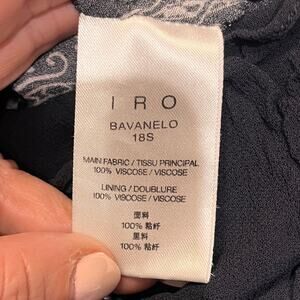 IRO
BAVANELO
18S
MAIN FABRIC / TISSU PRINCIPAL
100% VISCOSE / VISCOSE
LINING / DOUBLURE
100% VISCOSE / VISCOSE
面料
100% 粘纤
里料
100% 粘纤